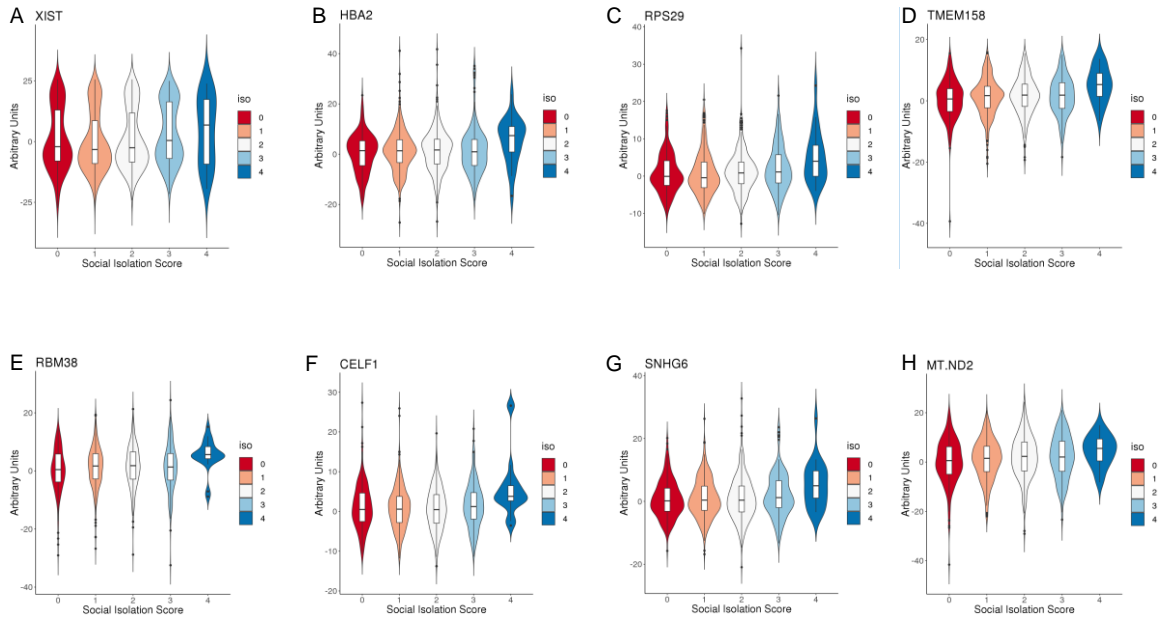 A XIST
25
0
-25
Arbitrary Units
0 1 2 3 4
Social Isolation Score
iso
0
1
2
3
4
B HBA2
40
20
0
-20
Arbitrary Units
0 1 2 3 4
Social Isolation Score
iso
0
1
2
3
4
C RPS29
40
30
20
10
0
-10
Arbitrary Units
0 1 2 3 4
Social Isolation Score
iso
0
1
2
3
4
D TMEM158
20
0
-20
-40
Arbitrary Units
0 1 2 3 4
Social Isolation Score
iso
0
1
2
3
4
E RBM38
20
0
-20
-40
Arbitrary Units
0 1 2 3 4
Social Isolation Score
iso
0
1
2
3
4
F CELF1
30
20
10
0
-10
-20
Arbitrary Units
0 1 2 3 4
Social Isolation Score
iso
0
1
2
3
4
G SNHG6
40
20
0
-20
Arbitrary Units
0 1 2 3 4
Social Isolation Score
iso
0
1
2
3
4
H MT.ND2
20
0
-20
-40
Arbitrary Units
0 1 2 3 4
Social Isolation Score
iso
0
1
2
3
4